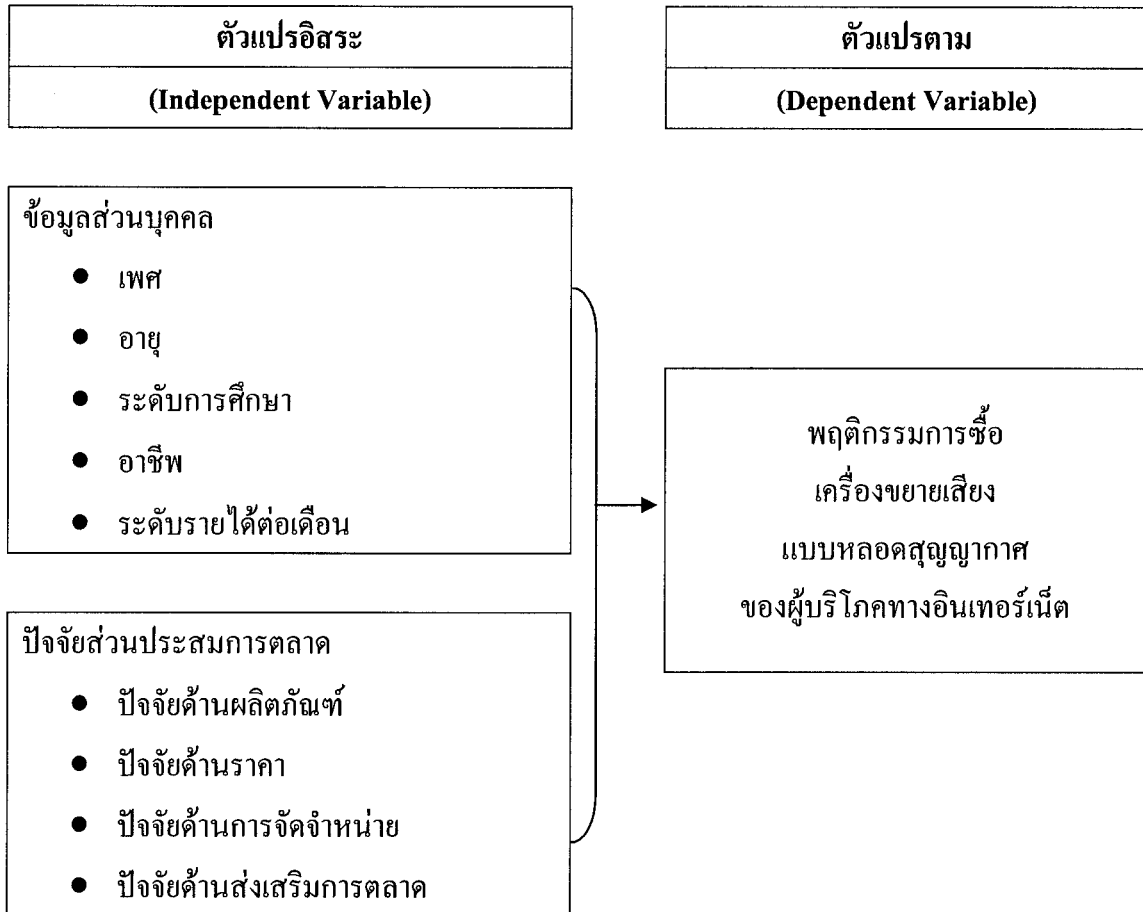 ตัวแปรอิสระ
(Independent Variable)
ตัวแปรตาม
(Dependent Variable)
ข้อมูลส่วนบุคคล
● เพศ
● อายุ
● ระดับการศึกษา
● อาชีพ
● ระดับรายได้ต่อเดือน
ปัจจัยส่วนประสมการตลาด
● ปัจจัยด้านผลิตภัณฑ์
● ปัจจัยด้านราคา
● ปัจจัยด้านการจัดจำหน่าย
● ปัจจัยด้านส่งเสริมการตลาด
พฤติกรรมการซื้อ
เครื่องขยายเสียง
แบบหลอดสุญญากาศ
ของผู้บริโภคทางอินเทอร์เน็ต